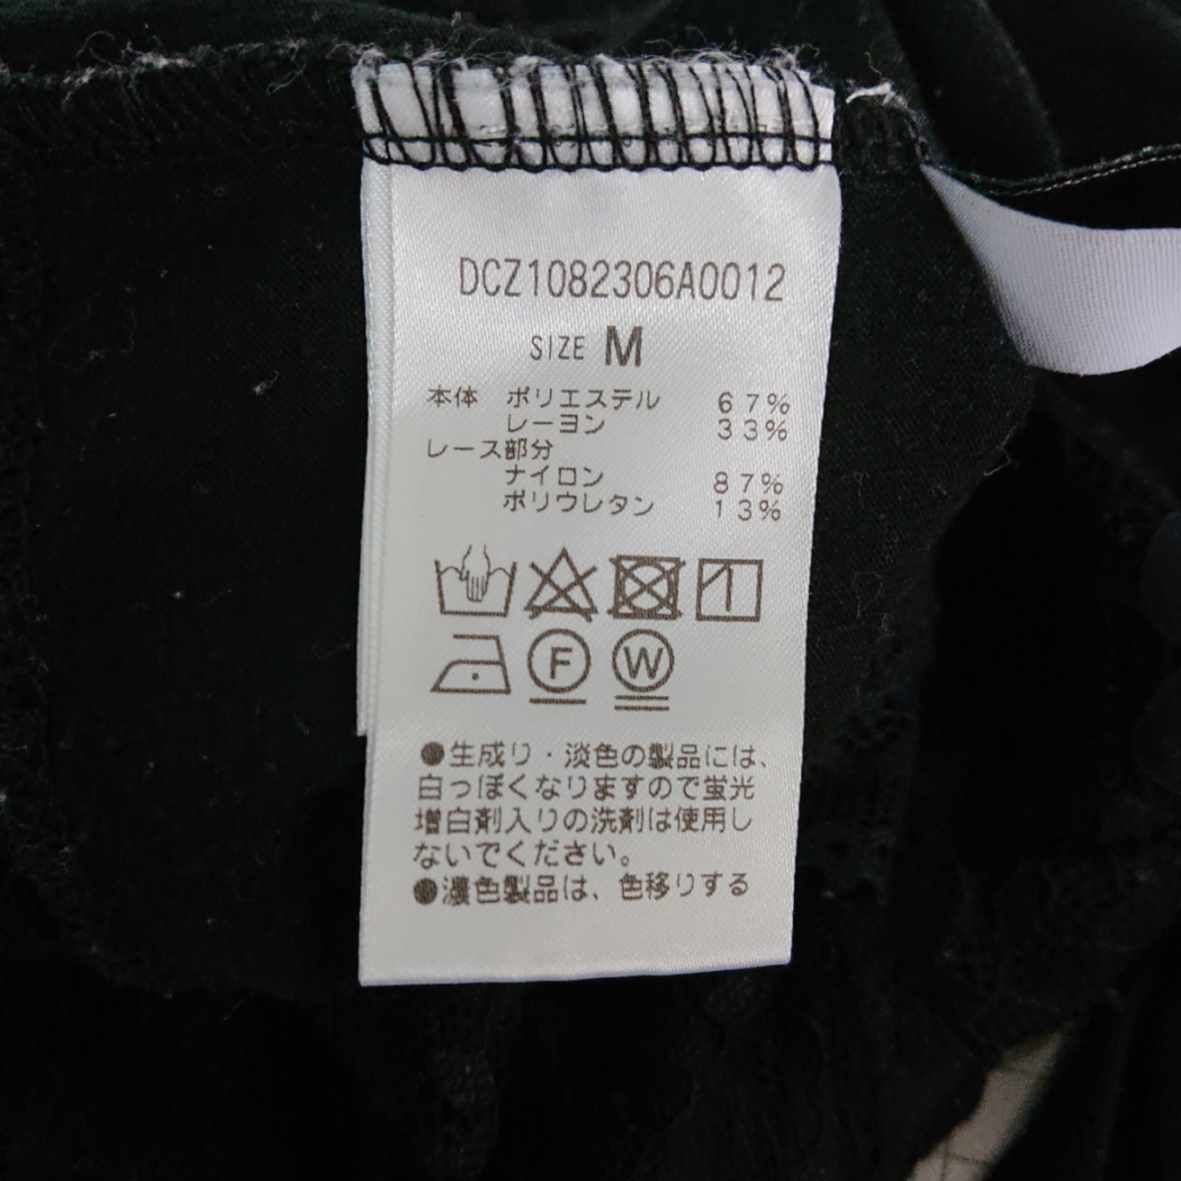 DCZ1082306A0012
SIZE M
本体 ポリエステル 67%
レーヨン 33%
レース部分
ナイロン 87%
ポリウレタン 13%
F W
●生成り・淡色の製品には、
白っぽくなりますので蛍光
増白剤入りの洗剤は使用し
ないでください。
●濃色製品は、色移りする